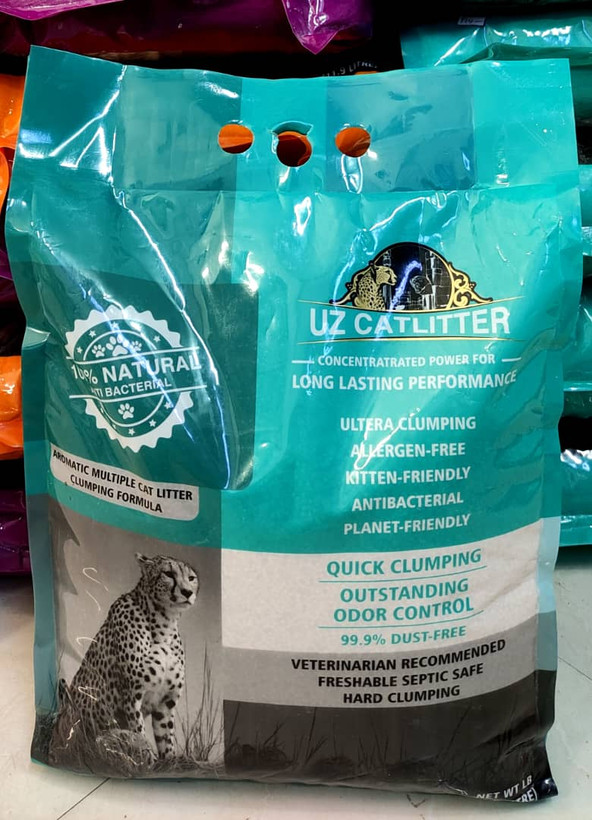 NATURAL
ANTI BACTERIAL
AROMATIC MULTIPLE CAT LITTER
CLUMPING FORMULA
UZ CATLITTER
CONCENTRATRATED POWER FOR
LONG LASTING PERFORMANCE
ULTERA CLUMPING
ALLERGEN-FREE
KITTEN-FRIENDLY
ANTIBACTERIAL
PLANET-FRIENDLY
QUICK CLUMPING
OUTSTANDING
ODOR CONTROL
99.9% DUST-FREE
VETERINARIAN RECOMMENDED
FRESHABLE SEPTIC SAFE
HARD CLUMPING
NET WT LB